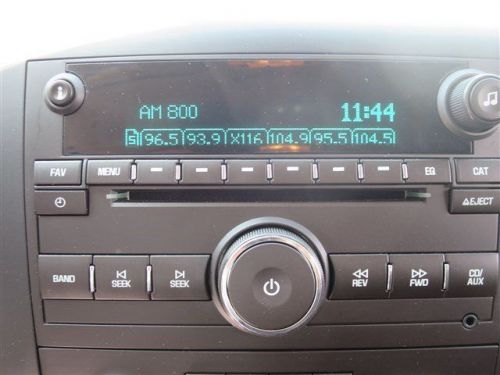 AM 800 11:44
S 96.5 93.9 X116 104.9 95.5 104.5
FAV MENU EQ CAT
EJECT
BAND SEEK SEEK REV FWD CD/
AUX